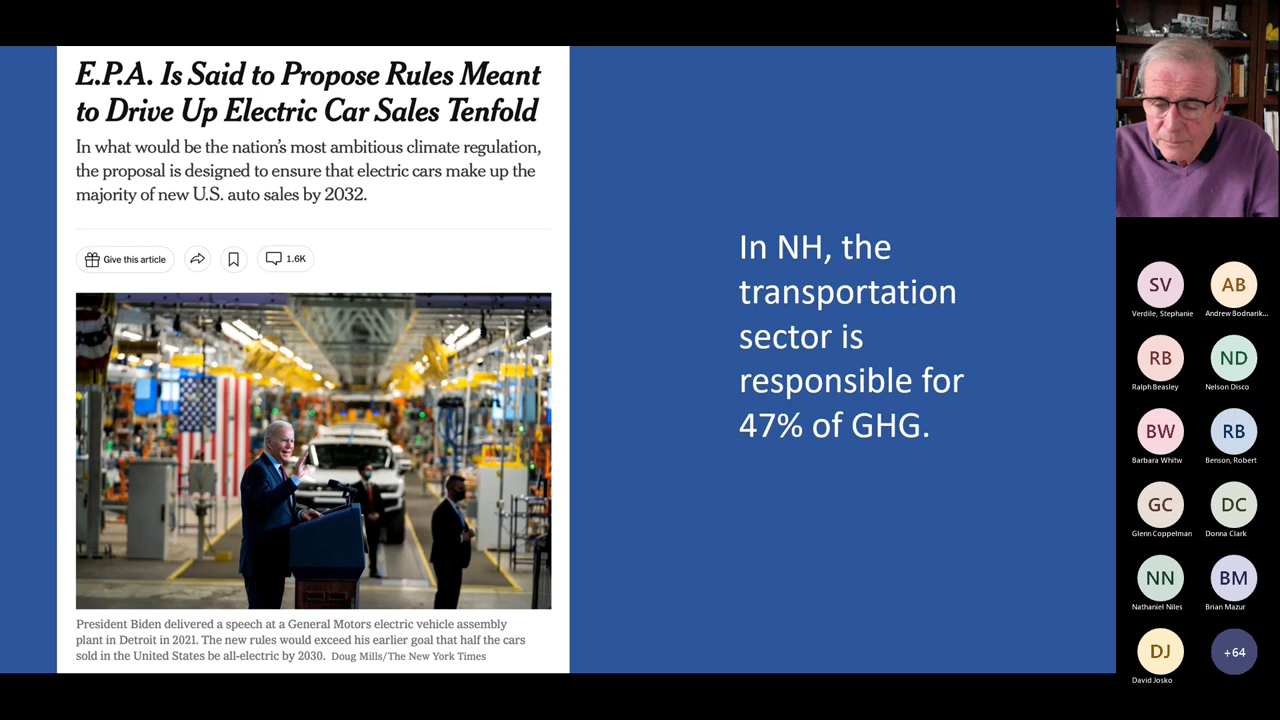 E.P.A. Is Said to Propose Rules Meant
to Drive Up Electric Car Sales Tenfold
In what would be the nation's most ambitious climate regulation,
the proposal is designed to ensure that electric cars make up the
majority of new U.S. auto sales by 2032.
Give this article
1.6K
President Biden delivered a speech at a General Motors electric vehicle assembly
plant in Detroit in 2021. The new rules would exceed his earlier goal that half the cars
sold in the United States be all-electric by 2030. Doug Mills/The New York Times
In NH, the
transportation
sector is
responsible for
47% of GHG.
SV
AB
Verdile, Stephanie
Andrew Bodnarik...
RB
ND
Ralph Beasley
Nelson Disco
BW
RB
Barbara Whitw
Benson, Robert
GC
DC
Glenn Coppelman
Donna Clark
NN
BM
Nathaniel Niles
Brian Mazur
DJ
+64
David Josko